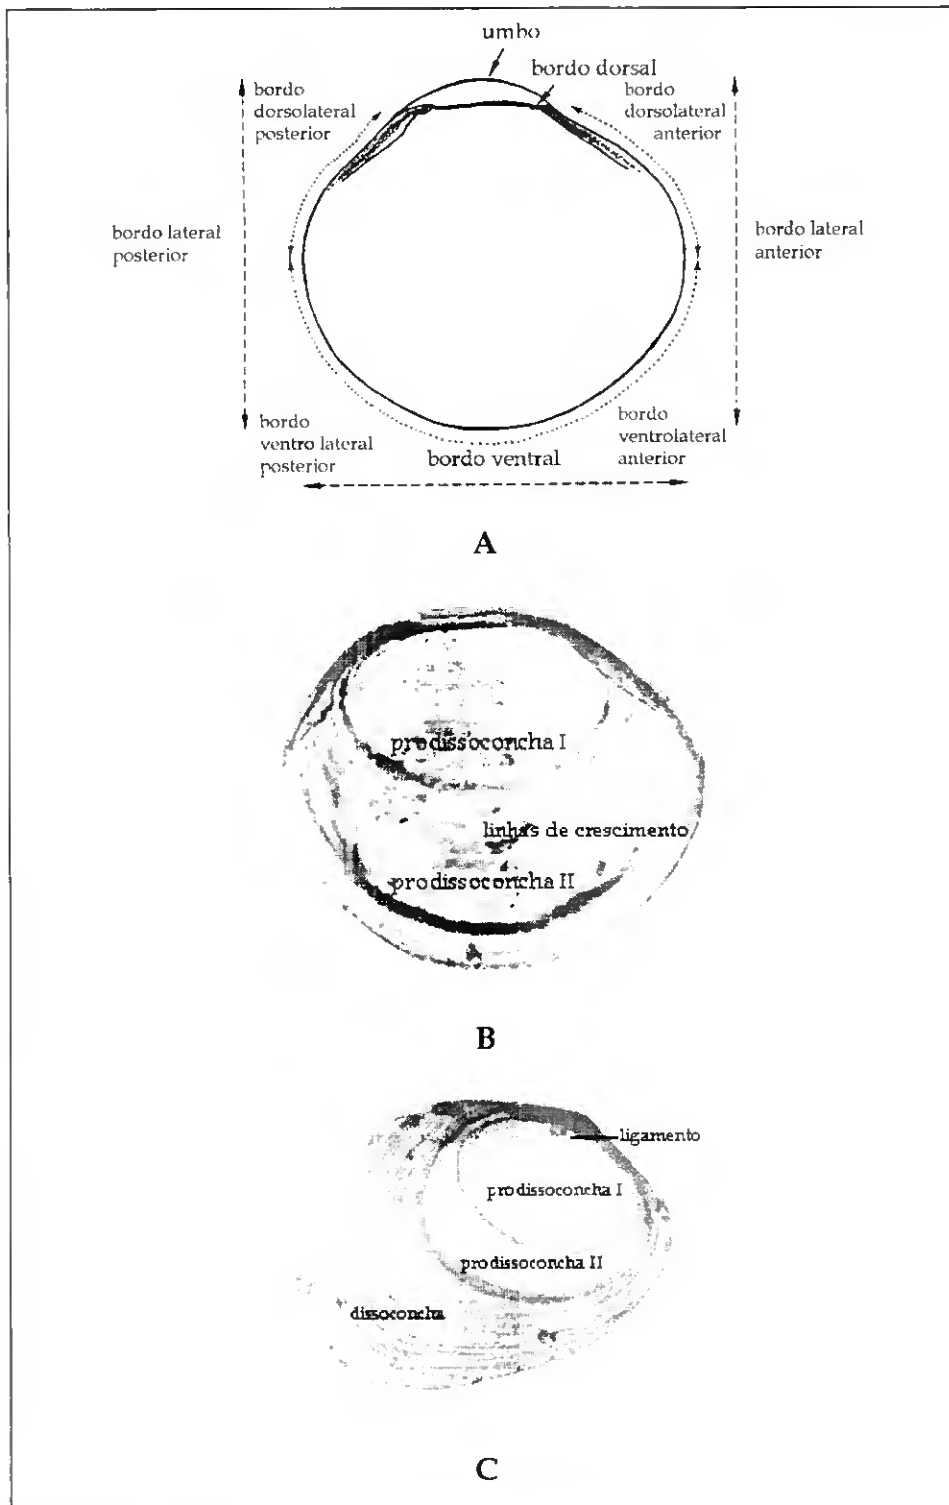 umbo
bordo dorsal
bordo
dorsolateral
posterior
bordo
dorsolateral
anterior
bordo lateral
posterior
bordo lateral
anterior
bordo
ventro lateral
posterior
bordo ventral
bordo
ventrolateral
anterior
A
prodissoconcha I
linhas de crescimento
prodissoconcha II
B
ligamento
prodissoconcha I
prodissoconcha II
dissoconcha
C